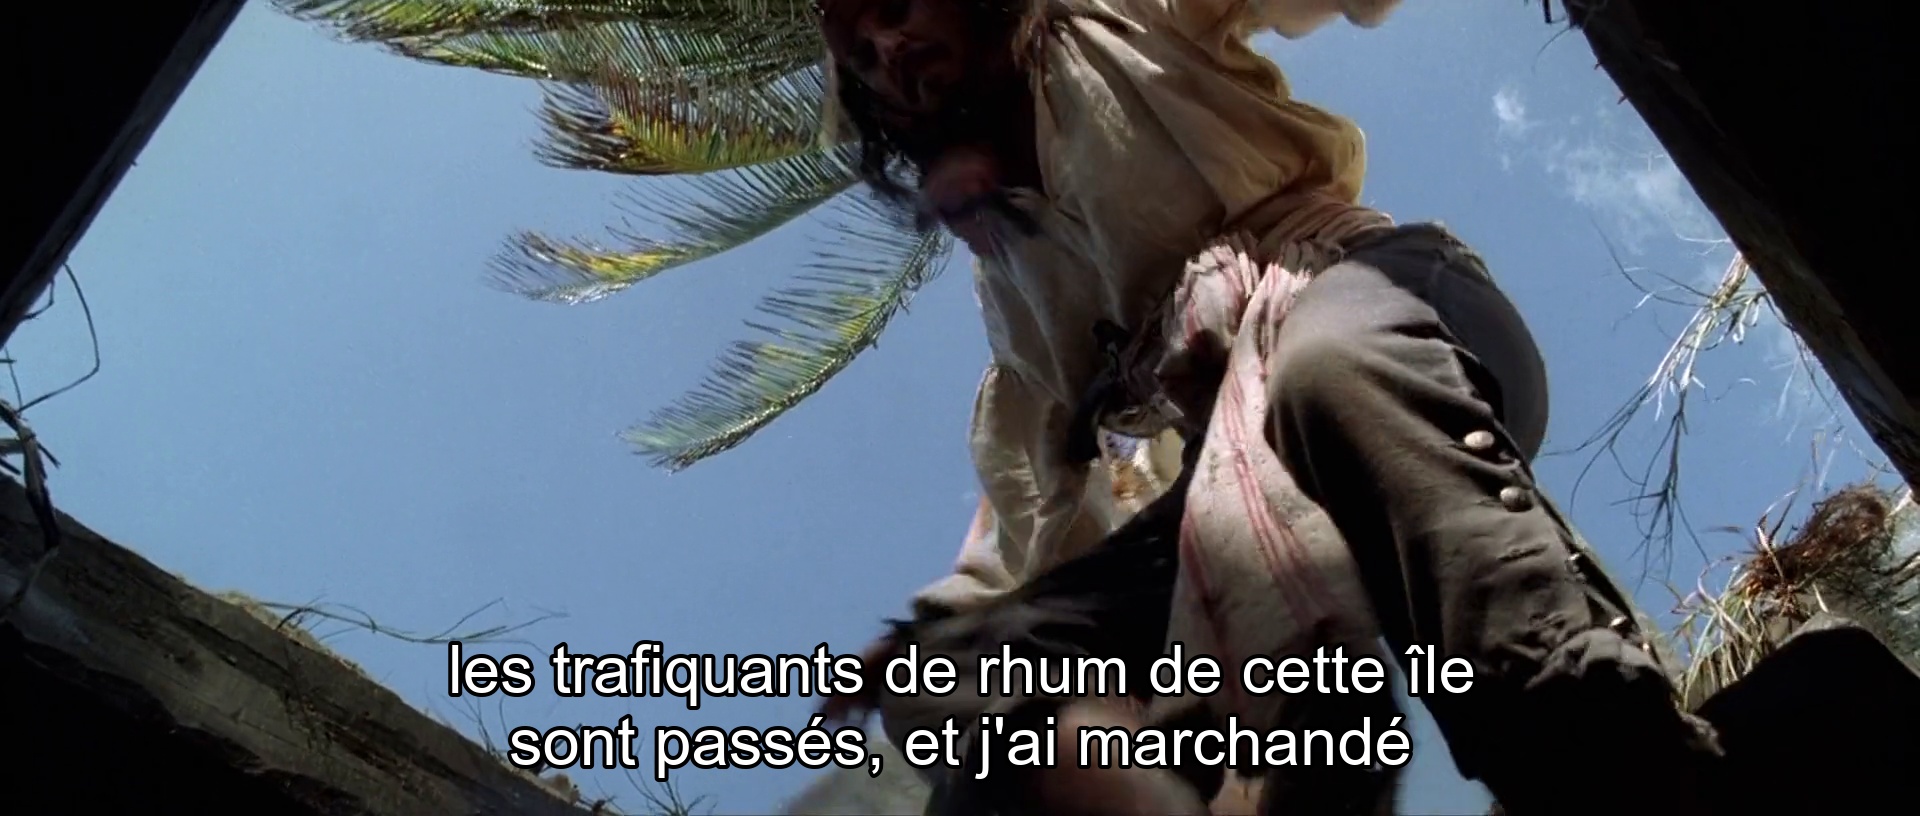 les trafiquants de rhum de cette île
sont passés, et j'ai marchandé